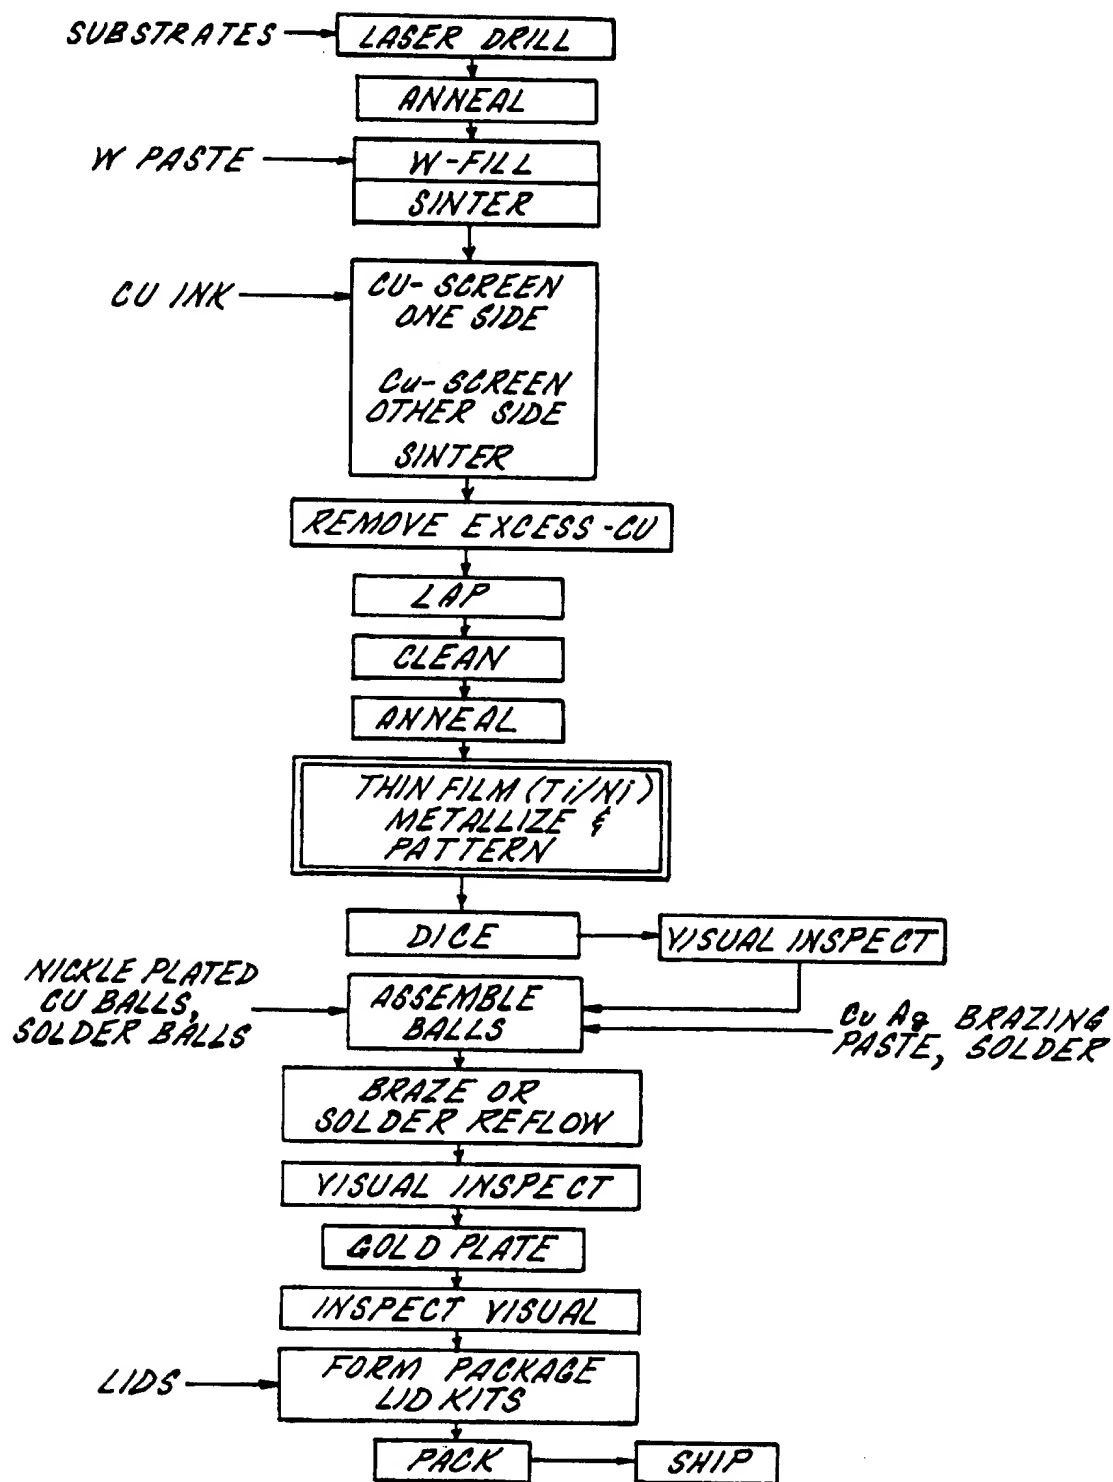 SUBSTRATES
LASER DRILL
ANNEAL
W PASTE
W-FILL
SINTER
CU INK
CU-SCREEN
ONE SIDE
Cu-SCREEN
OTHER SIDE
SINTER
REMOVE EXCESS-CU
LAP
CLEAN
ANNEAL
THIN FILM (Ti/Ni)
METALLIZE &
PATTERN
DICE
VISUAL INSPECT
NICKLE PLATED
CU BALLS,
SOLDER BALLS
ASSEMBLE
BALLS
Cu Ag BRAZING
PASTE, SOLDER
BRAZE OR
SOLDER REFLOW
VISUAL INSPECT
GOLD PLATE
INSPECT VISUAL
LIDS
FORM PACKAGE
LID KITS
PACK
SHIP